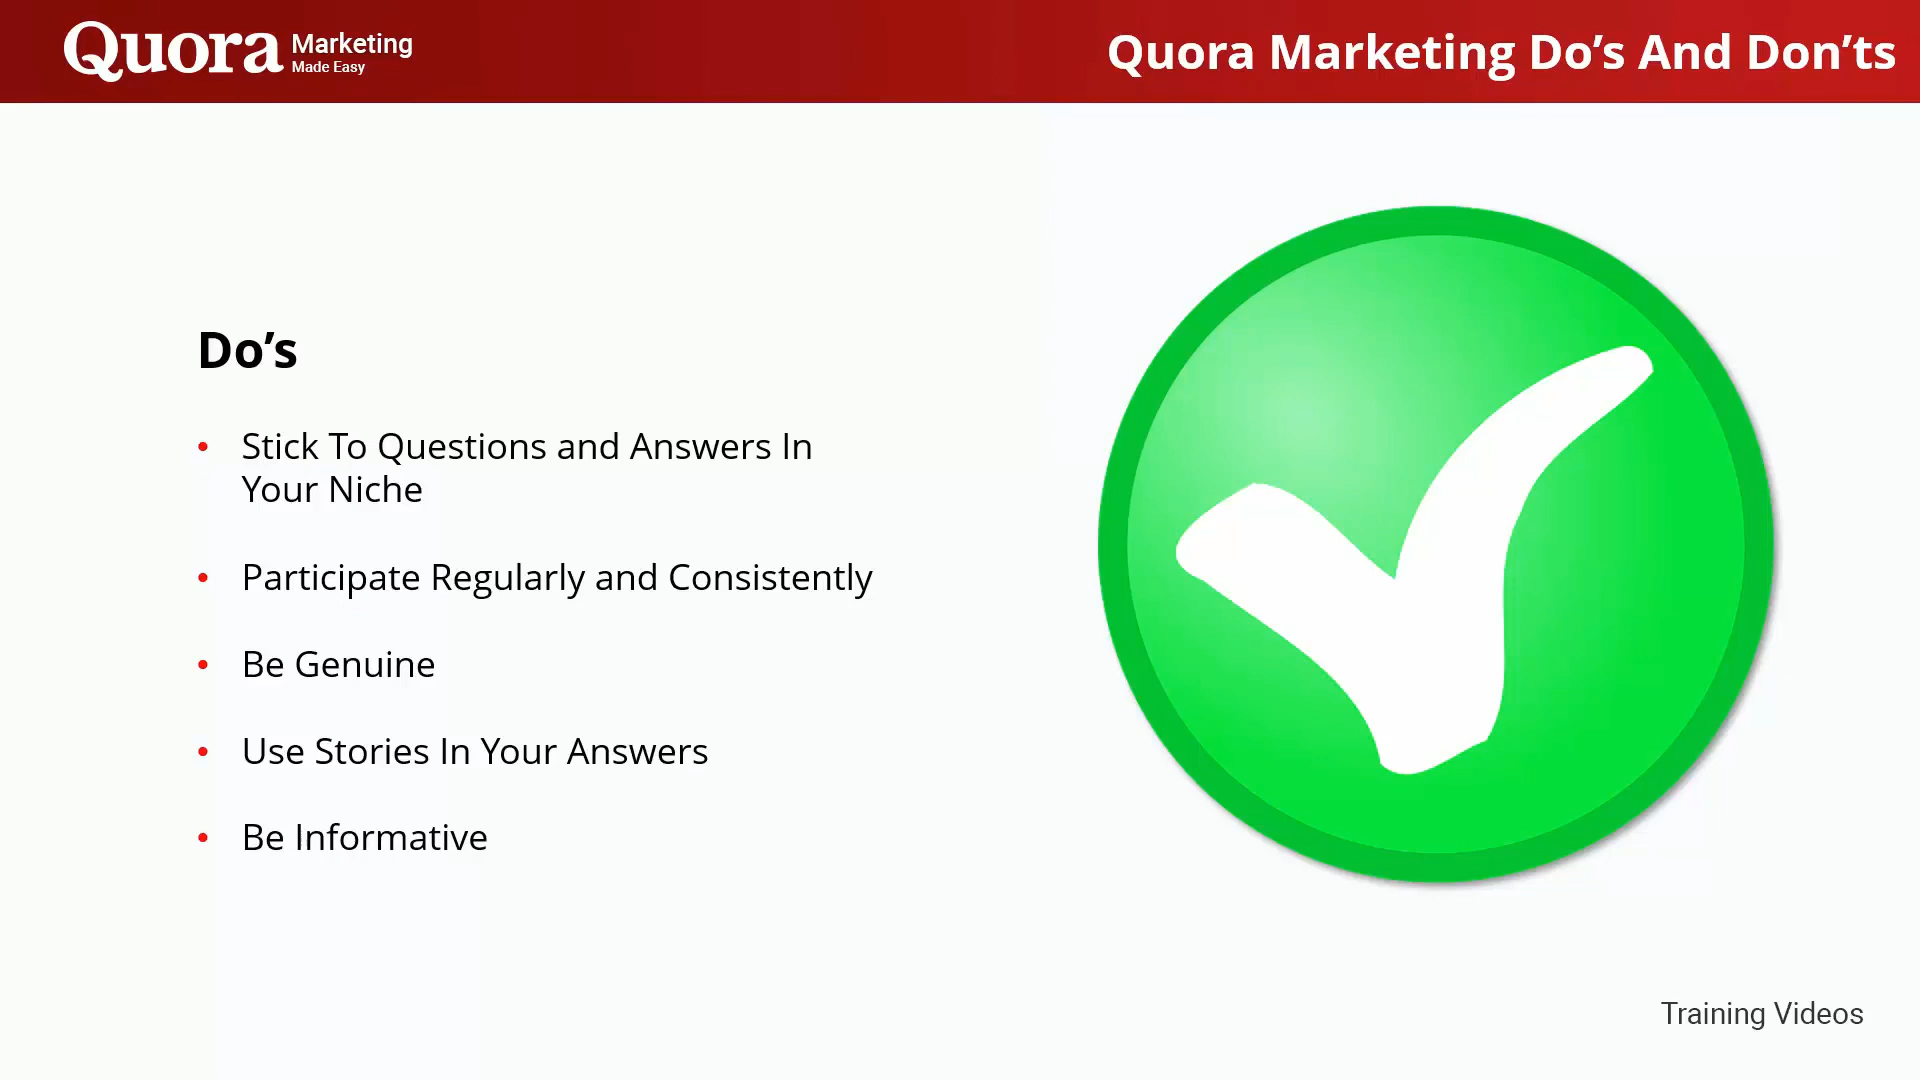 Quora Marketing
Made Easy
Quora Marketing Do’s And Don’ts
Do’s
• Stick To Questions and Answers In
Your Niche
• Participate Regularly and Consistently
• Be Genuine
• Use Stories In Your Answers
• Be Informative
Training Videos